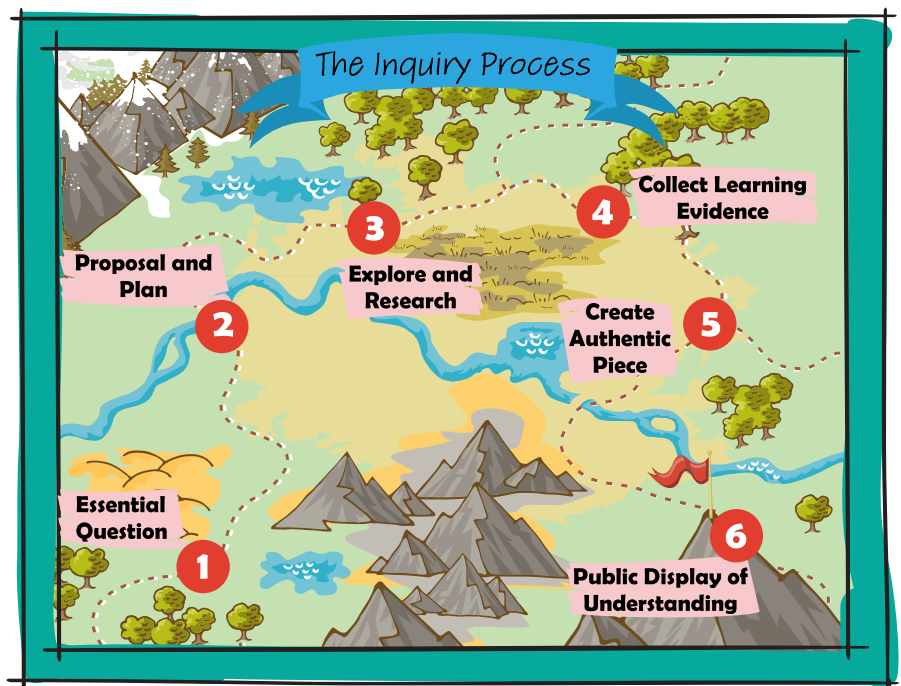 The Inquiry Process
1
Essential
Question
2
Proposal and
Plan
3
Explore and
Research
4
Collect Learning
Evidence
5
Create
Authentic
Piece
6
Public Display of
Understanding